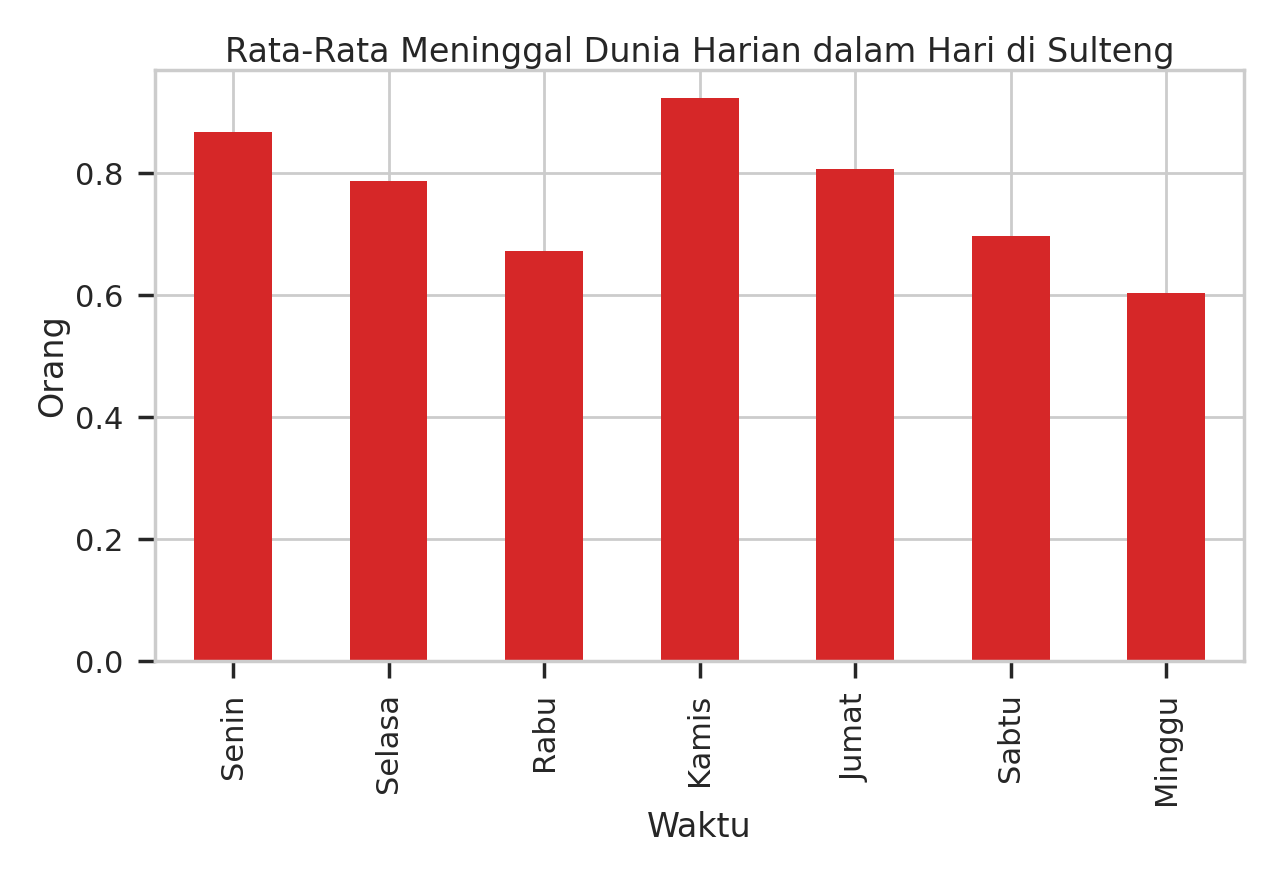 Rata-Rata Meninggal Dunia Harian dalam Hari di Sulteng
Orang
0.8
0.6
0.4
0.2
0.0
Senin
Selasa
Rabu
Kamis
Jumat
Sabtu
Minggu
Waktu